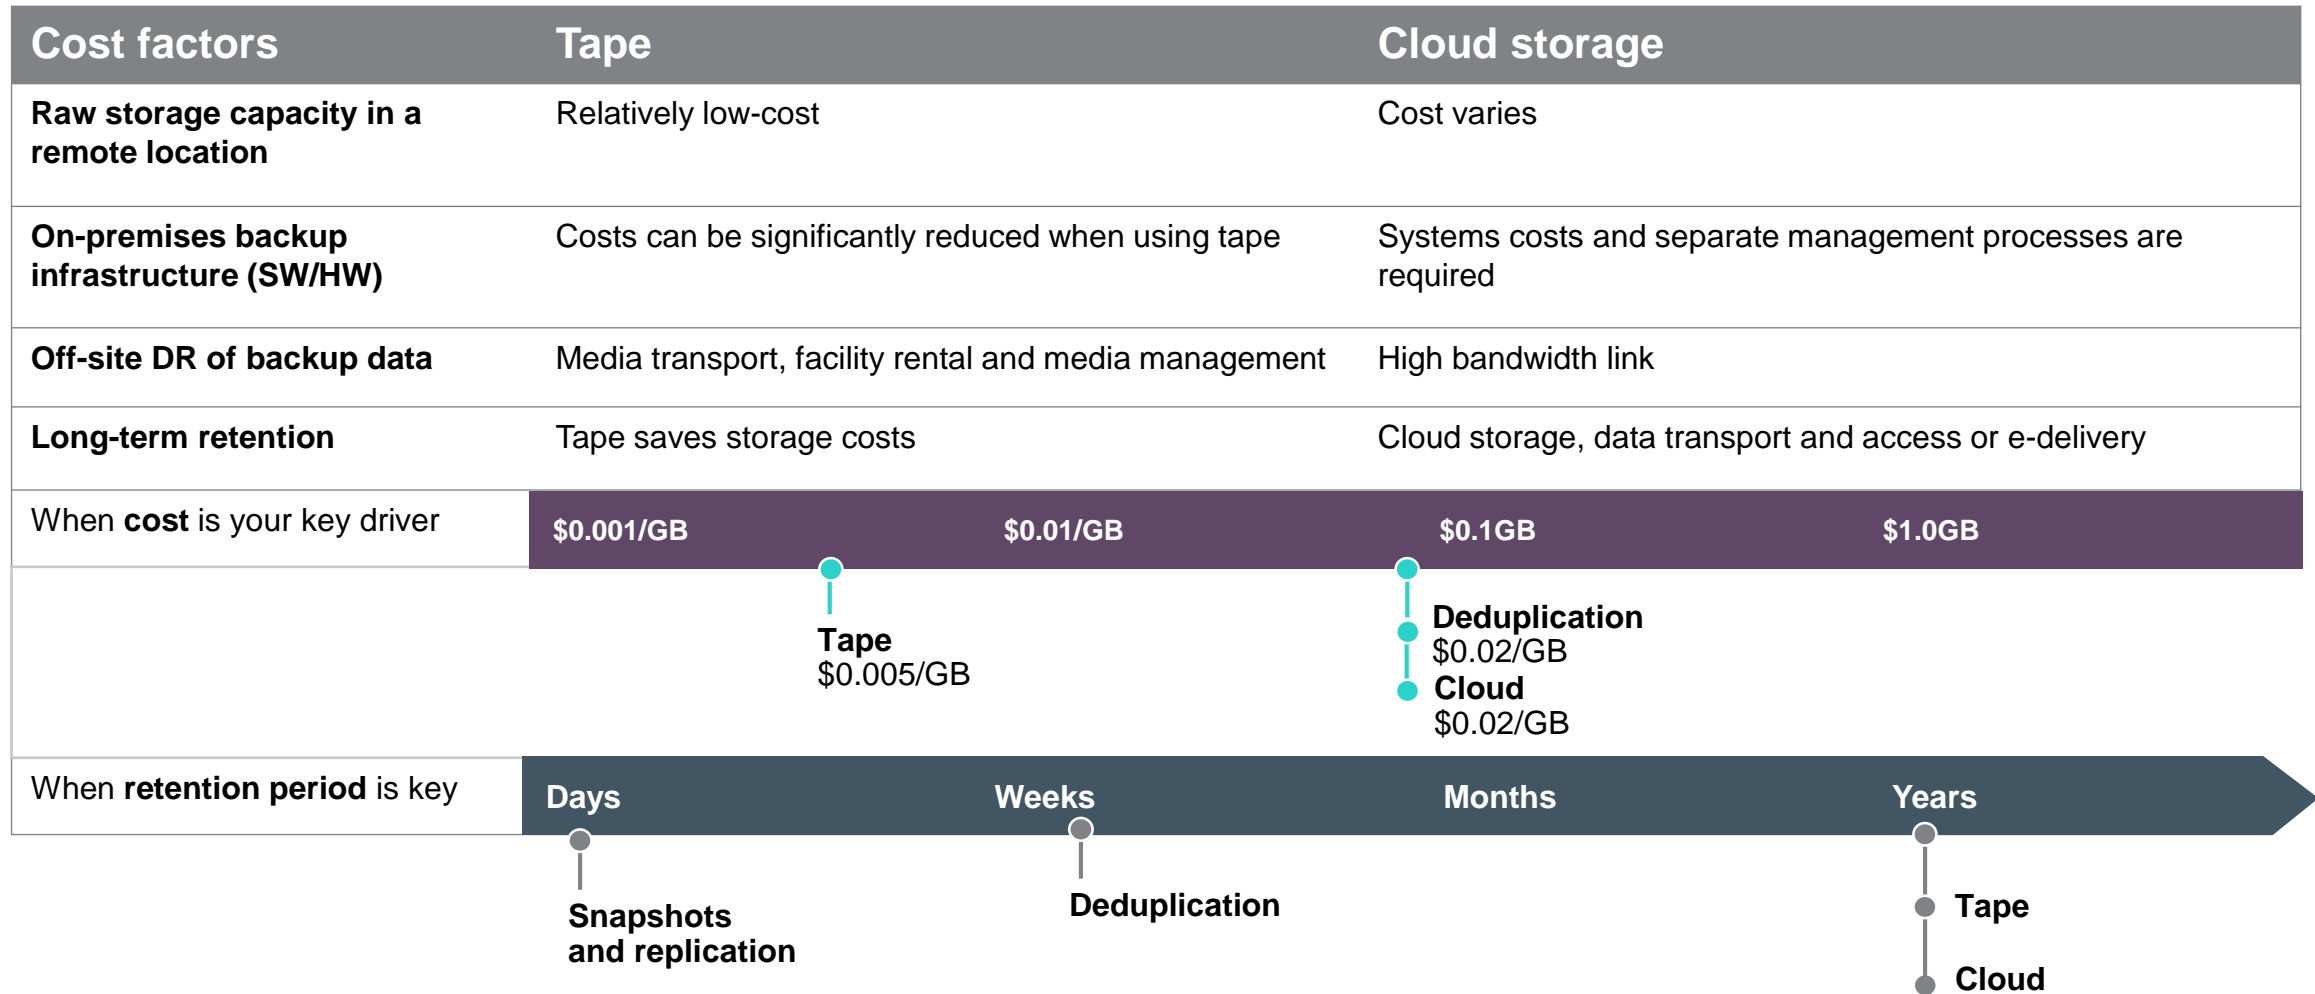 Cost factors
Tape
Cloud storage
Raw storage capacity in a
remote location
Relatively low-cost
Cost varies
On-premises backup
infrastructure (SW/HW)
Costs can be significantly reduced when using tape
Systems costs and separate management processes are
required
Off-site DR of backup data
Media transport, facility rental and media management
High bandwidth link
Long-term retention
Tape saves storage costs
Cloud storage, data transport and access or e-delivery
When cost is your key driver
$0.001/GB
$0.01/GB
$0.1GB
$1.0GB
Tape
$0.005/GB
Deduplication
$0.02/GB
Cloud
$0.02/GB
When retention period is key
Days
Weeks
Months
Years
Snapshots
and replication
Deduplication
Tape
Cloud